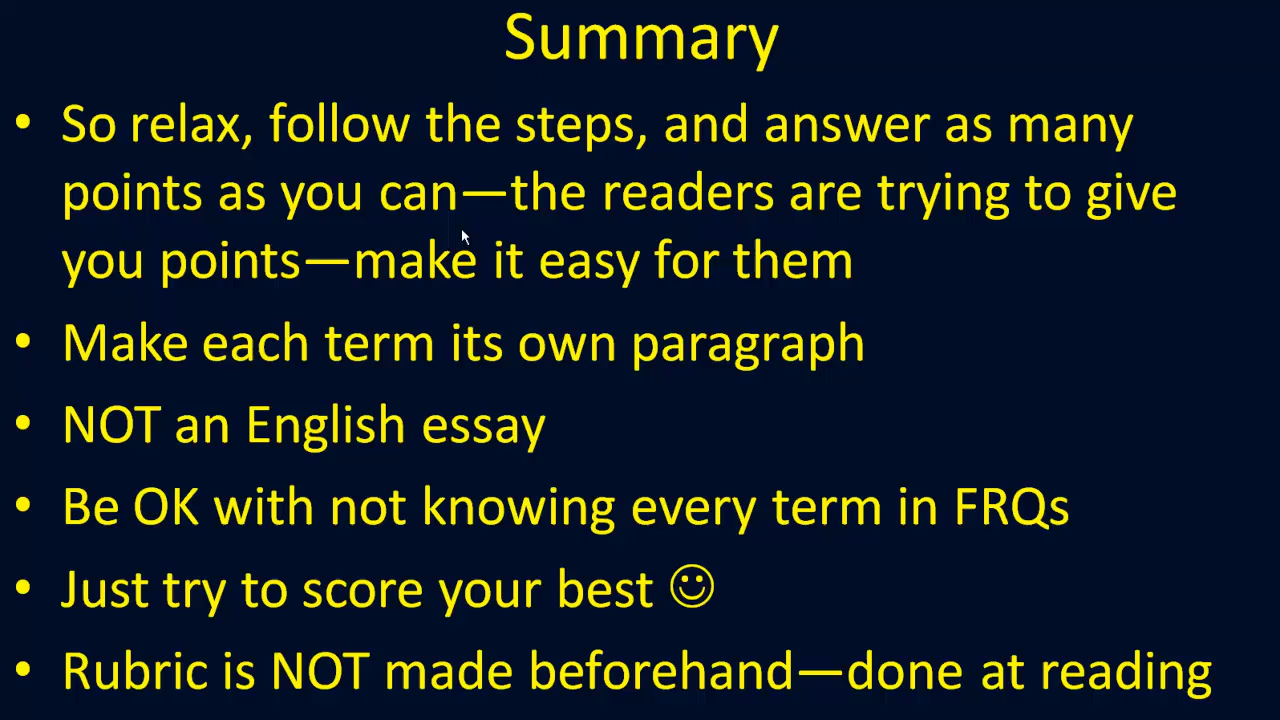 Summary
• So relax, follow the steps, and answer as many
points as you can—the readers are trying to give
you points—make it easy for them
• Make each term its own paragraph
• NOT an English essay
• Be OK with not knowing every term in FRQs
• Just try to score your best ☺
• Rubric is NOT made beforehand—done at reading